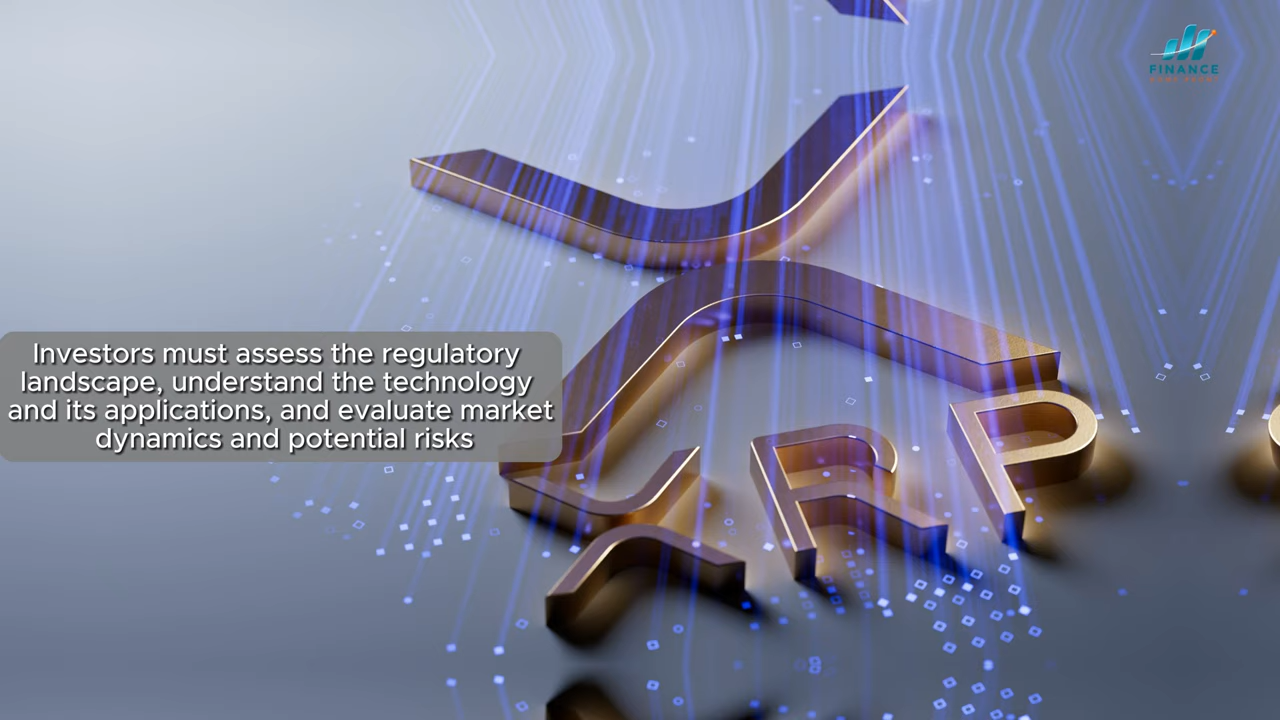 FINANCE
Investors must assess the regulatory
landscape, understand the technology
and its applications, and evaluate market
dynamics and potential risks
XRP